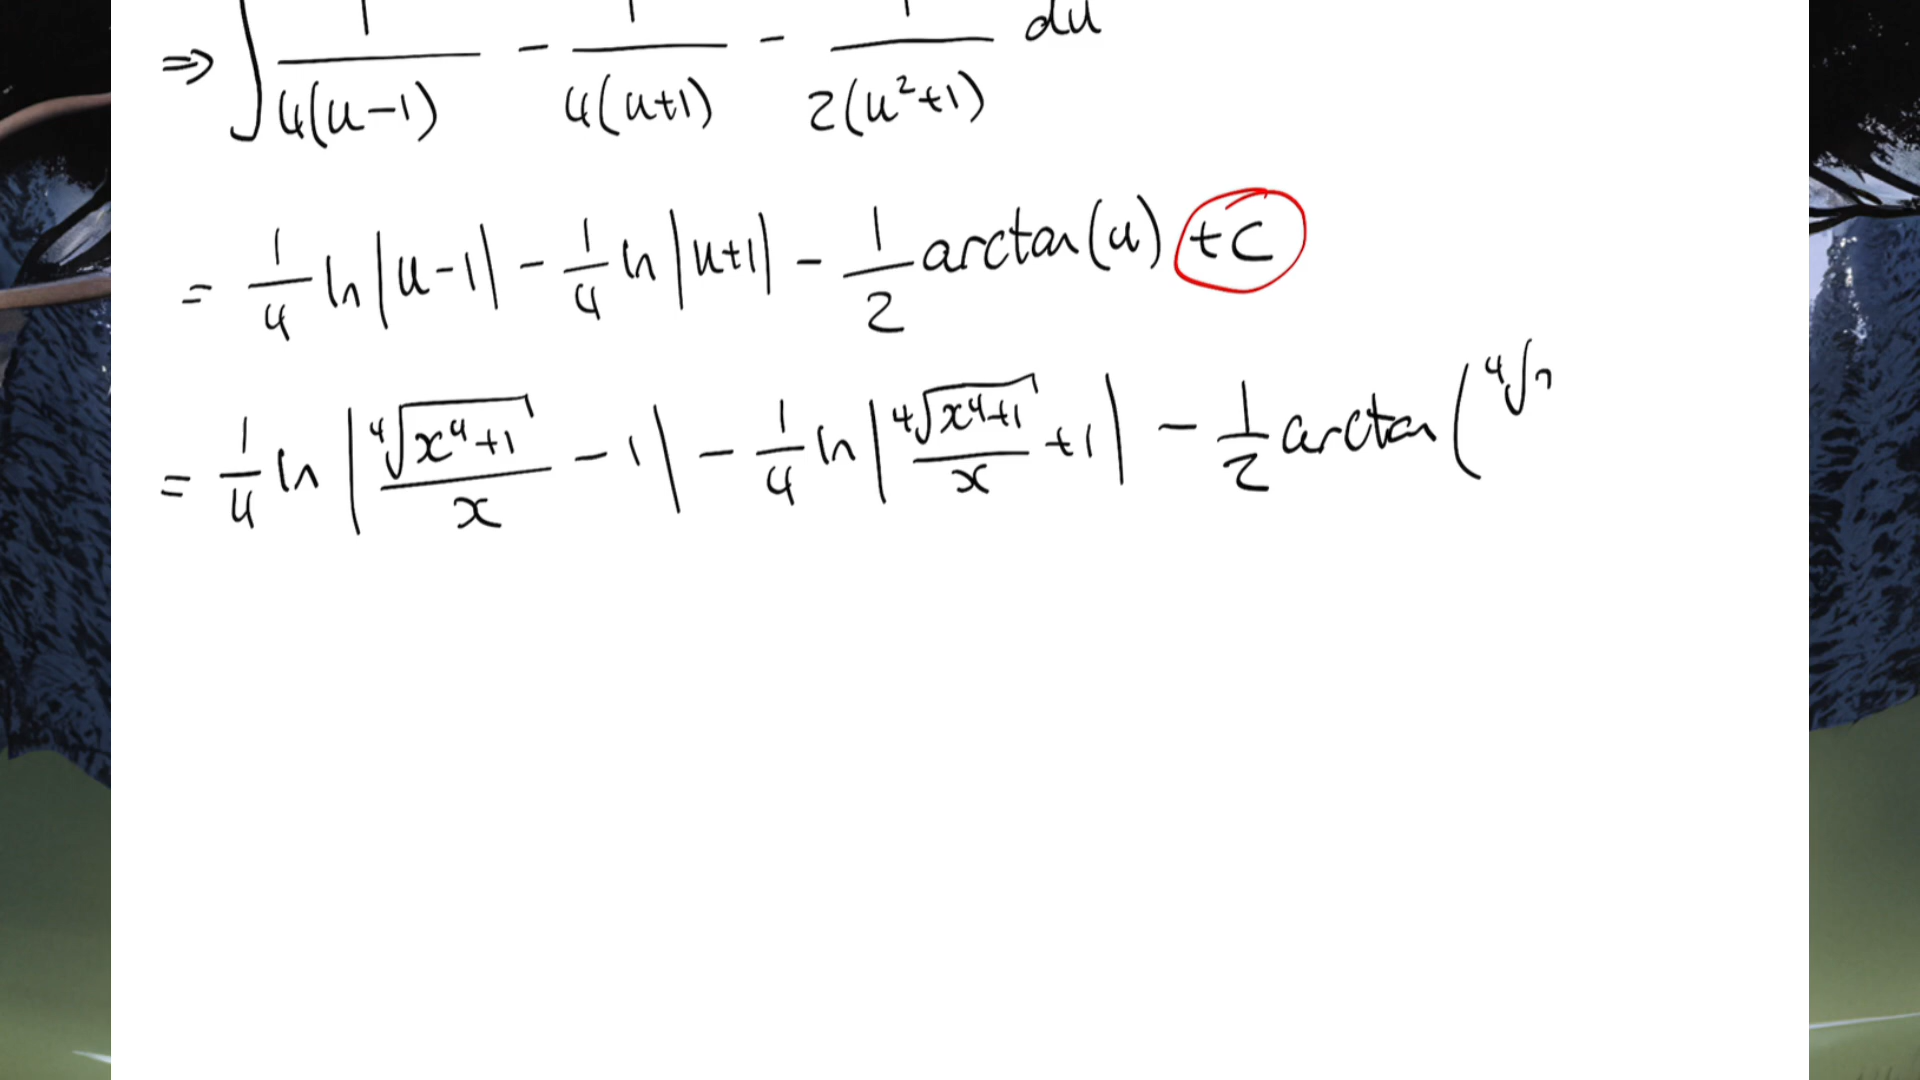 ⇒ ∫ 1/4(u-1) - 1/4(u+1) - 1/2(u²+1) du
= 1/4 ln|u-1| - 1/4 ln|u+1| - 1/2 arctan(u) +C
= 1/4 ln|⁴√(x⁴+1)/x - 1| - 1/4 ln|⁴√(x⁴+1)/x +1| - 1/2 arctan(⁴√